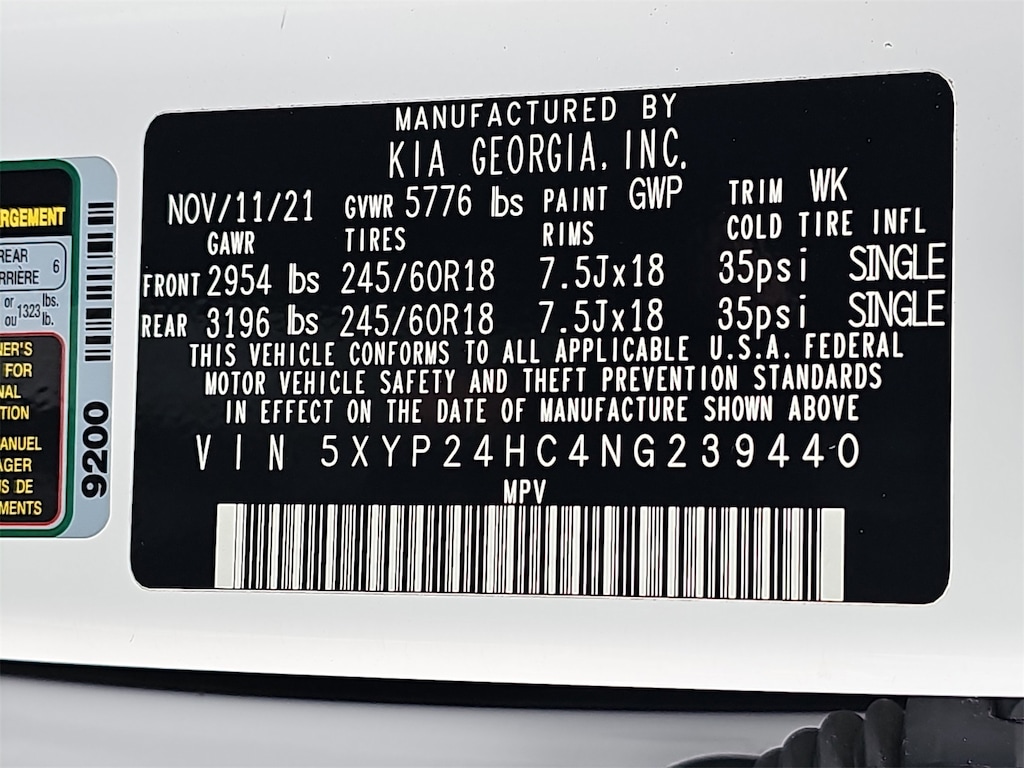 MANUFACTURED BY
KIA GEORGIA, INC.
NOV/11/21 GVWR 5776 lbs PAINT GWP TRIM WK
GAWR TIRES RIMS COLD TIRE INFL
FRONT 2954 lbs 245/60R18 7.5Jx18 35psi SINGLE
REAR 3196 lbs 245/60R18 7.5Jx18 35psi SINGLE
THIS VEHICLE CONFORMS TO ALL APPLICABLE U.S.A. FEDERAL
MOTOR VEHICLE SAFETY AND THEFT PREVENTION STANDARDS
IN EFFECT ON THE DATE OF MANUFACTURE SHOWN ABOVE
VIN 5XYP24HC4NG239440
MPV
RGEMENT
REAR
RRIÈRE 6
or 1323 lbs.
ou lb.
NER'S
FOR
NAL
TION
ANUEL
AGER
US DE
MENTS
9200